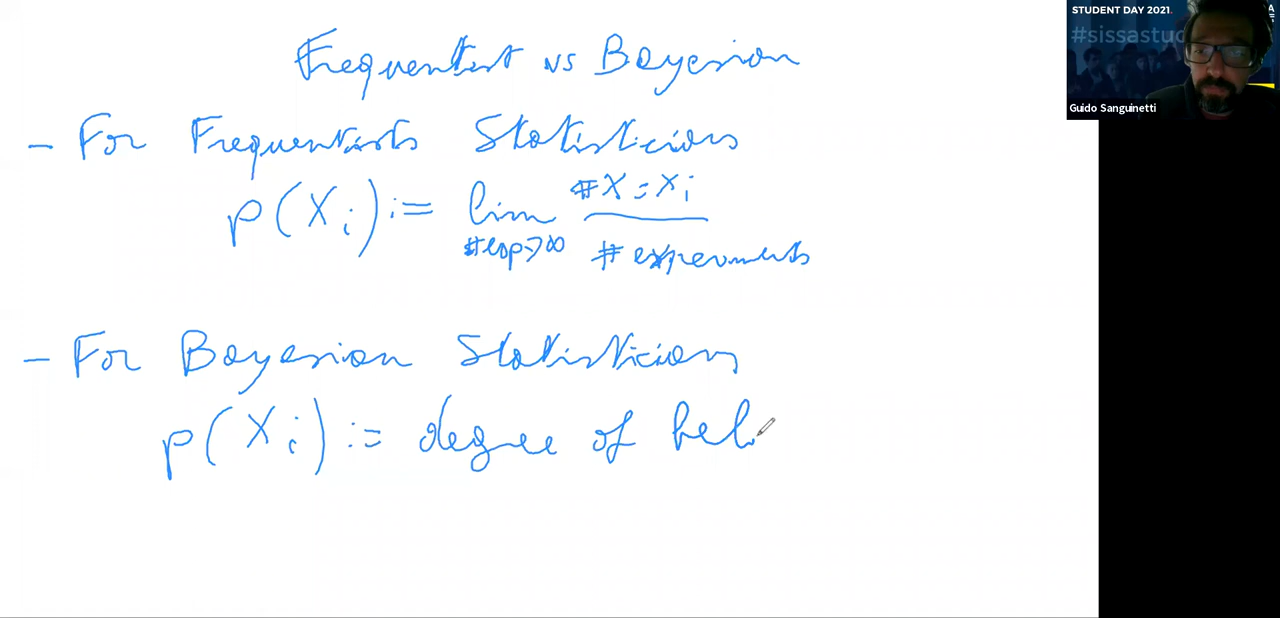 Frequentist vs Bayesian
- For Frequentists Statisticians
p(Xi) := lim #X = Xi
#exp→∞ # experiments
- For Bayesian Statisticians
p(Xi) := degree of beli
STUDENT DAY 2021.
#sissastud
Guido Sanguinetti